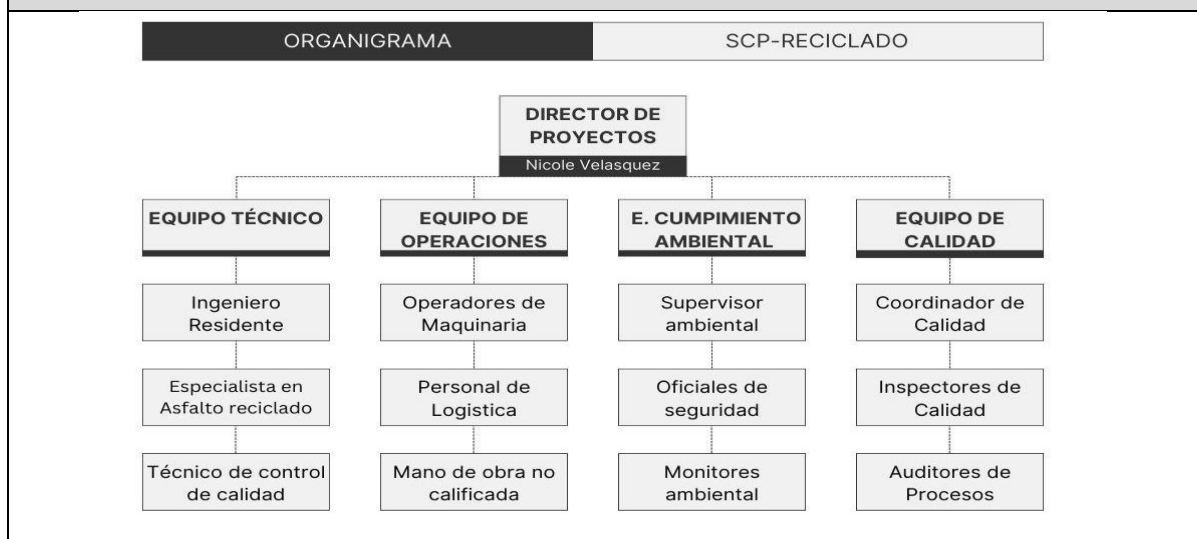 ORGANIGRAMA
SCP-RECICLADO
DIRECTOR DE
PROYECTOS
Nicole Velasquez
EQUIPO TÉCNICO
EQUIPO DE
OPERACIONES
E. CUMPIMIENTO
AMBIENTAL
EQUIPO DE
CALIDAD
Ingeniero
Residente
Operadores de
Maquinaria
Supervisor
ambiental
Coordinador de
Calidad
Especialista en
Asfalto reciclado
Personal de
Logistica
Oficiales de
seguridad
Inspectores de
Calidad
Técnico de control
de calidad
Mano de obra no
calificada
Monitores
ambiental
Auditores de
Procesos